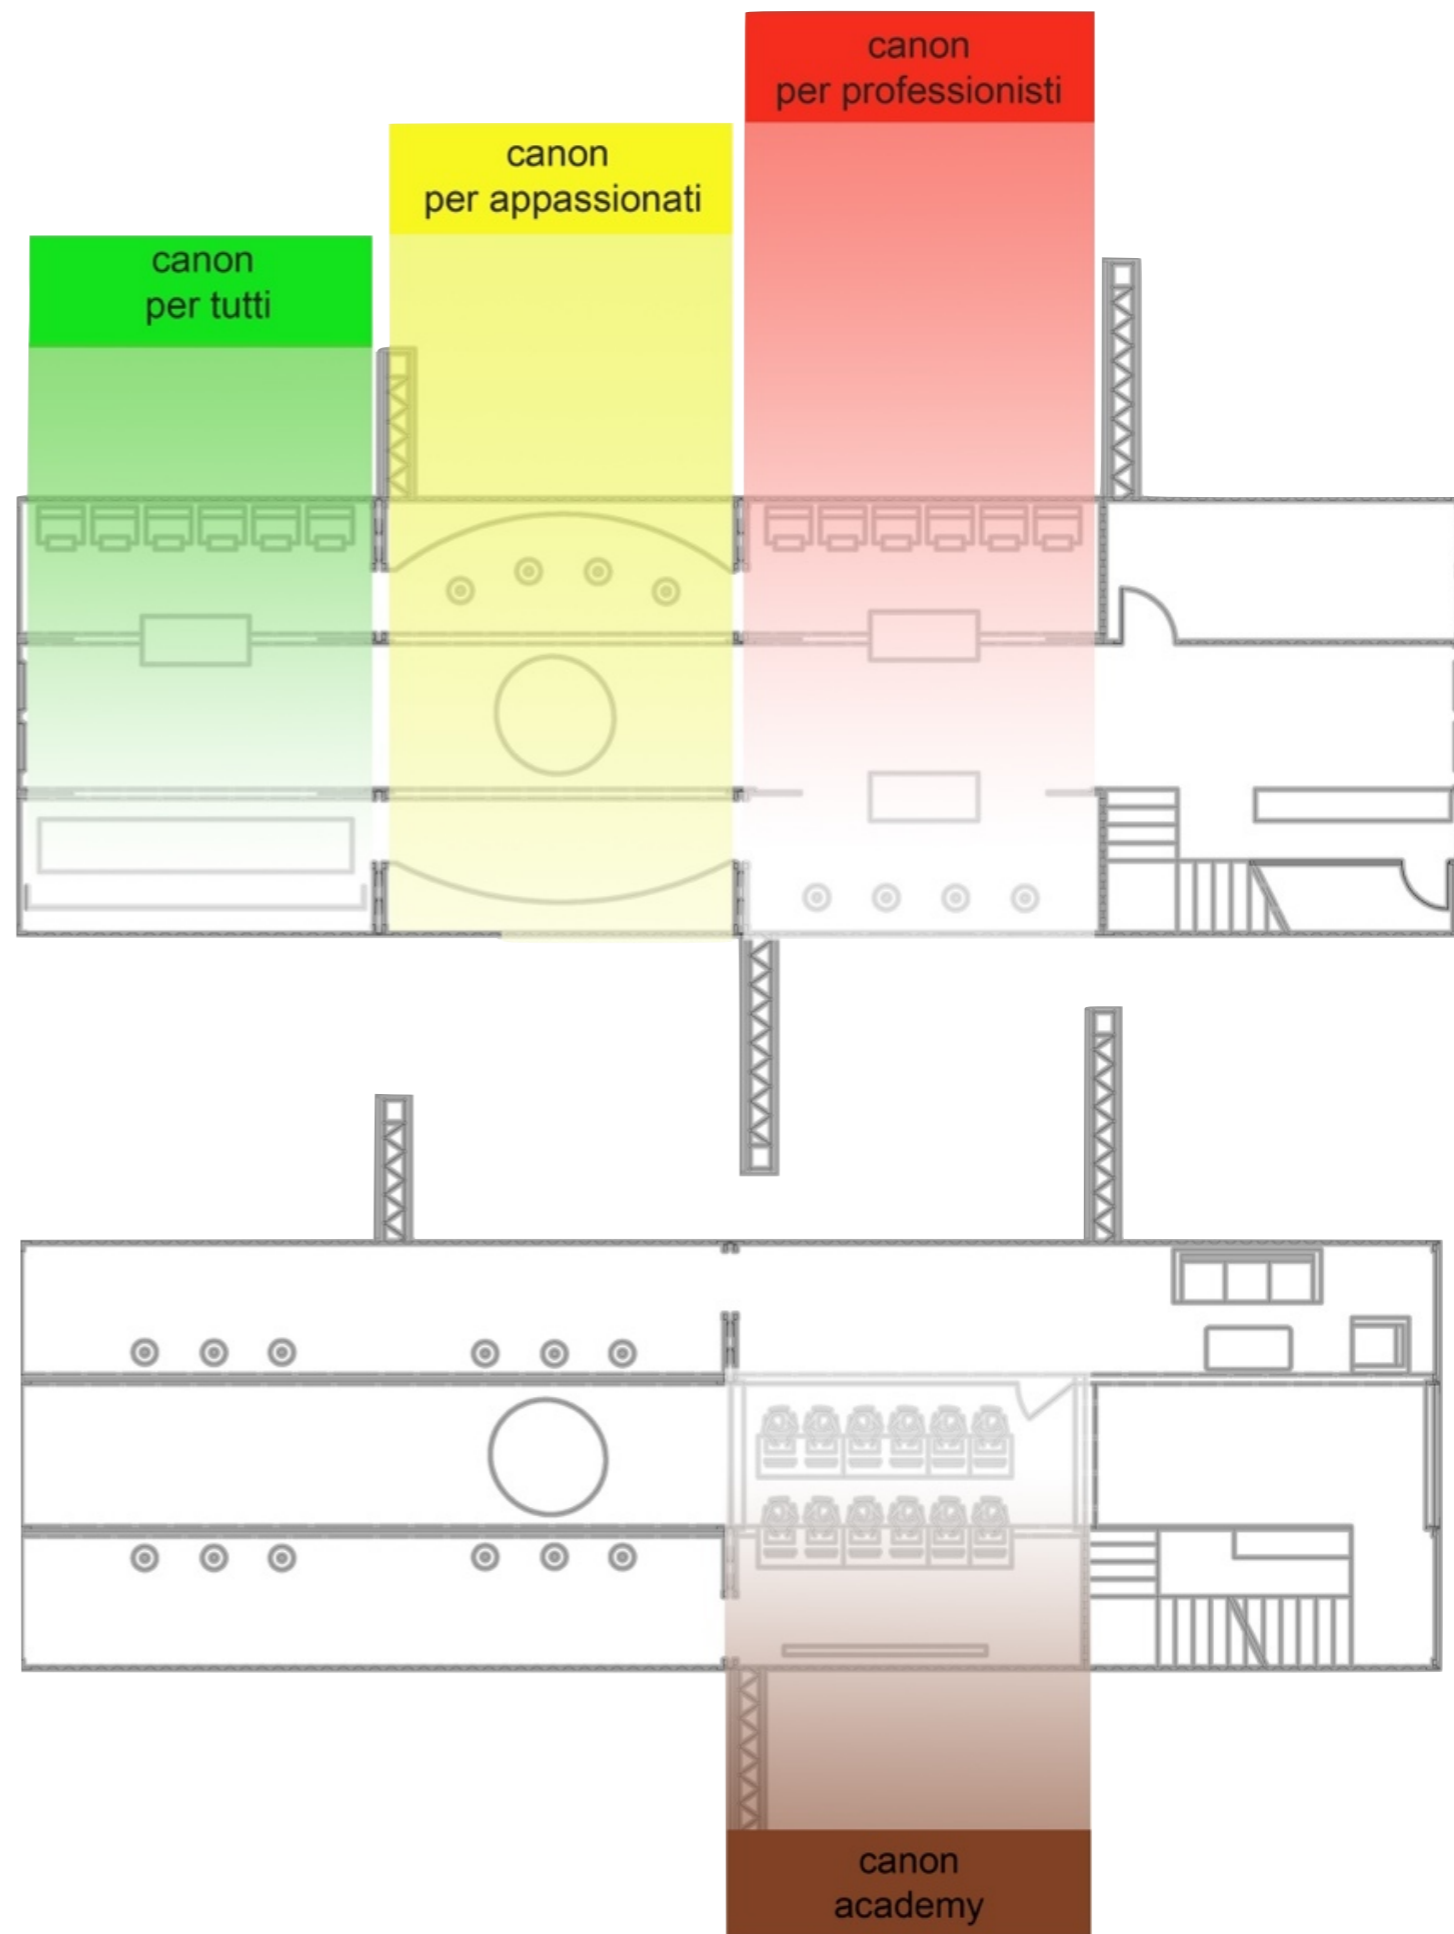 canon
per professionisti
canon
per appassionati
canon
per tutti
canon
academy